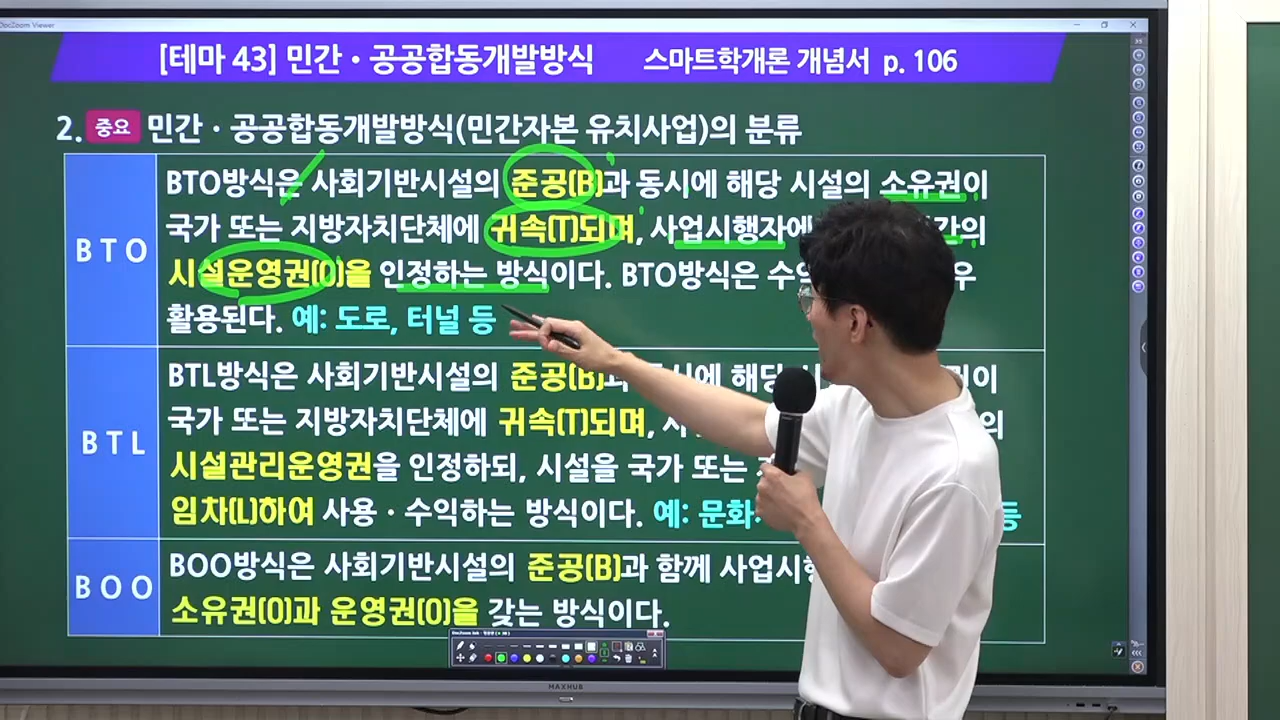 DocZoom Viewer
[테마 43] 민간·공공합동개발방식 스마트학개론 개념서 p. 106
2. 중요 민간·공공합동개발방식(민간자본 유치사업)의 분류
BTO
BTO방식은 사회기반시설의 준공(B)과 동시에 해당 시설의 소유권이
국가 또는 지방자치단체에 귀속(T)되며, 사업시행자에
시설운영권(O)을 인정하는 방식이다. BTO방식은
활용된다. 예: 도로, 터널 등
BTL
BTL방식은 사회기반시설의 준공(B)과 해당
국가 또는 지방자치단체에 귀속(T)되며,
시설관리운영권을 인정하되, 시설을 국가 또는
임차(L)하여 사용·수익하는 방식이다. 예: 문화 등
BOO
BOO방식은 사회기반시설의 준공(B)과 함께
소유권(O)과 운영권(O)을 갖는 방식이다.
MAXHUB